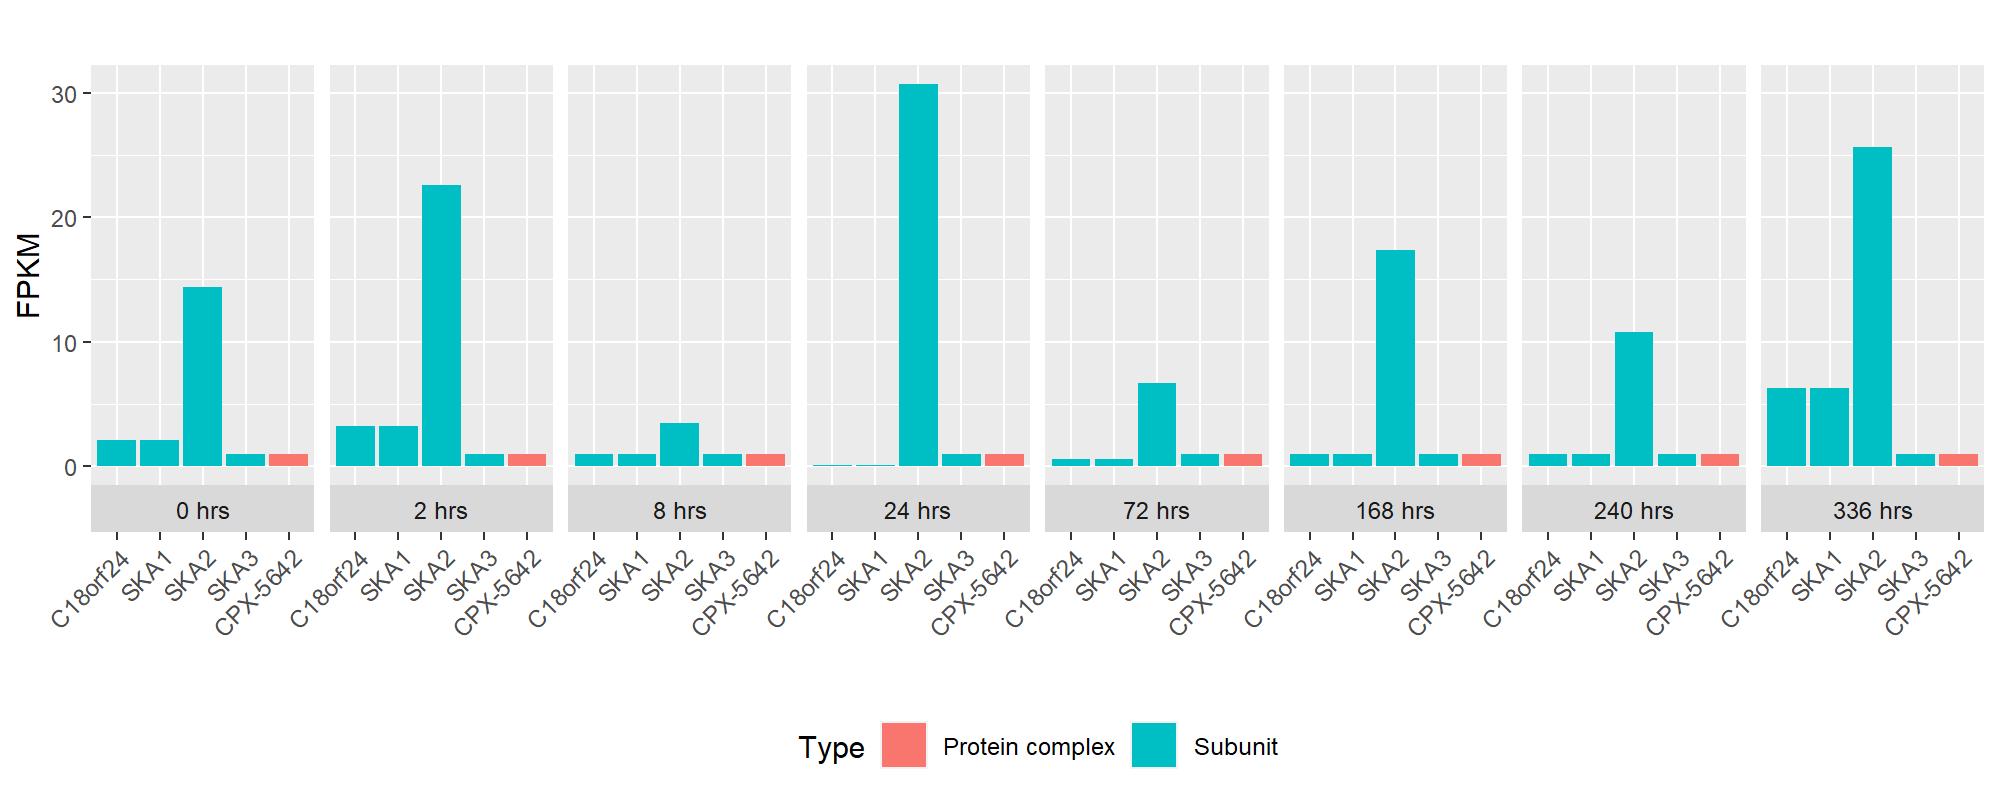 FPKM
30
20
10
0
0 hrs 2 hrs 8 hrs 24 hrs 72 hrs 168 hrs 240 hrs 336 hrs
C18orf24 SKA1 SKA2 SKA3 CPX-5642 C18orf24 SKA1 SKA2 SKA3 CPX-5642 C18orf24 SKA1 SKA2 SKA3 CPX-5642 C18orf24 SKA1 SKA2 SKA3 CPX-5642 C18orf24 SKA1 SKA2 SKA3 CPX-5642 C18orf24 SKA1 SKA2 SKA3 CPX-5642 C18orf24 SKA1 SKA2 SKA3 CPX-5642 C18orf24 SKA1 SKA2 SKA3 CPX-5642
Type Protein complex Subunit